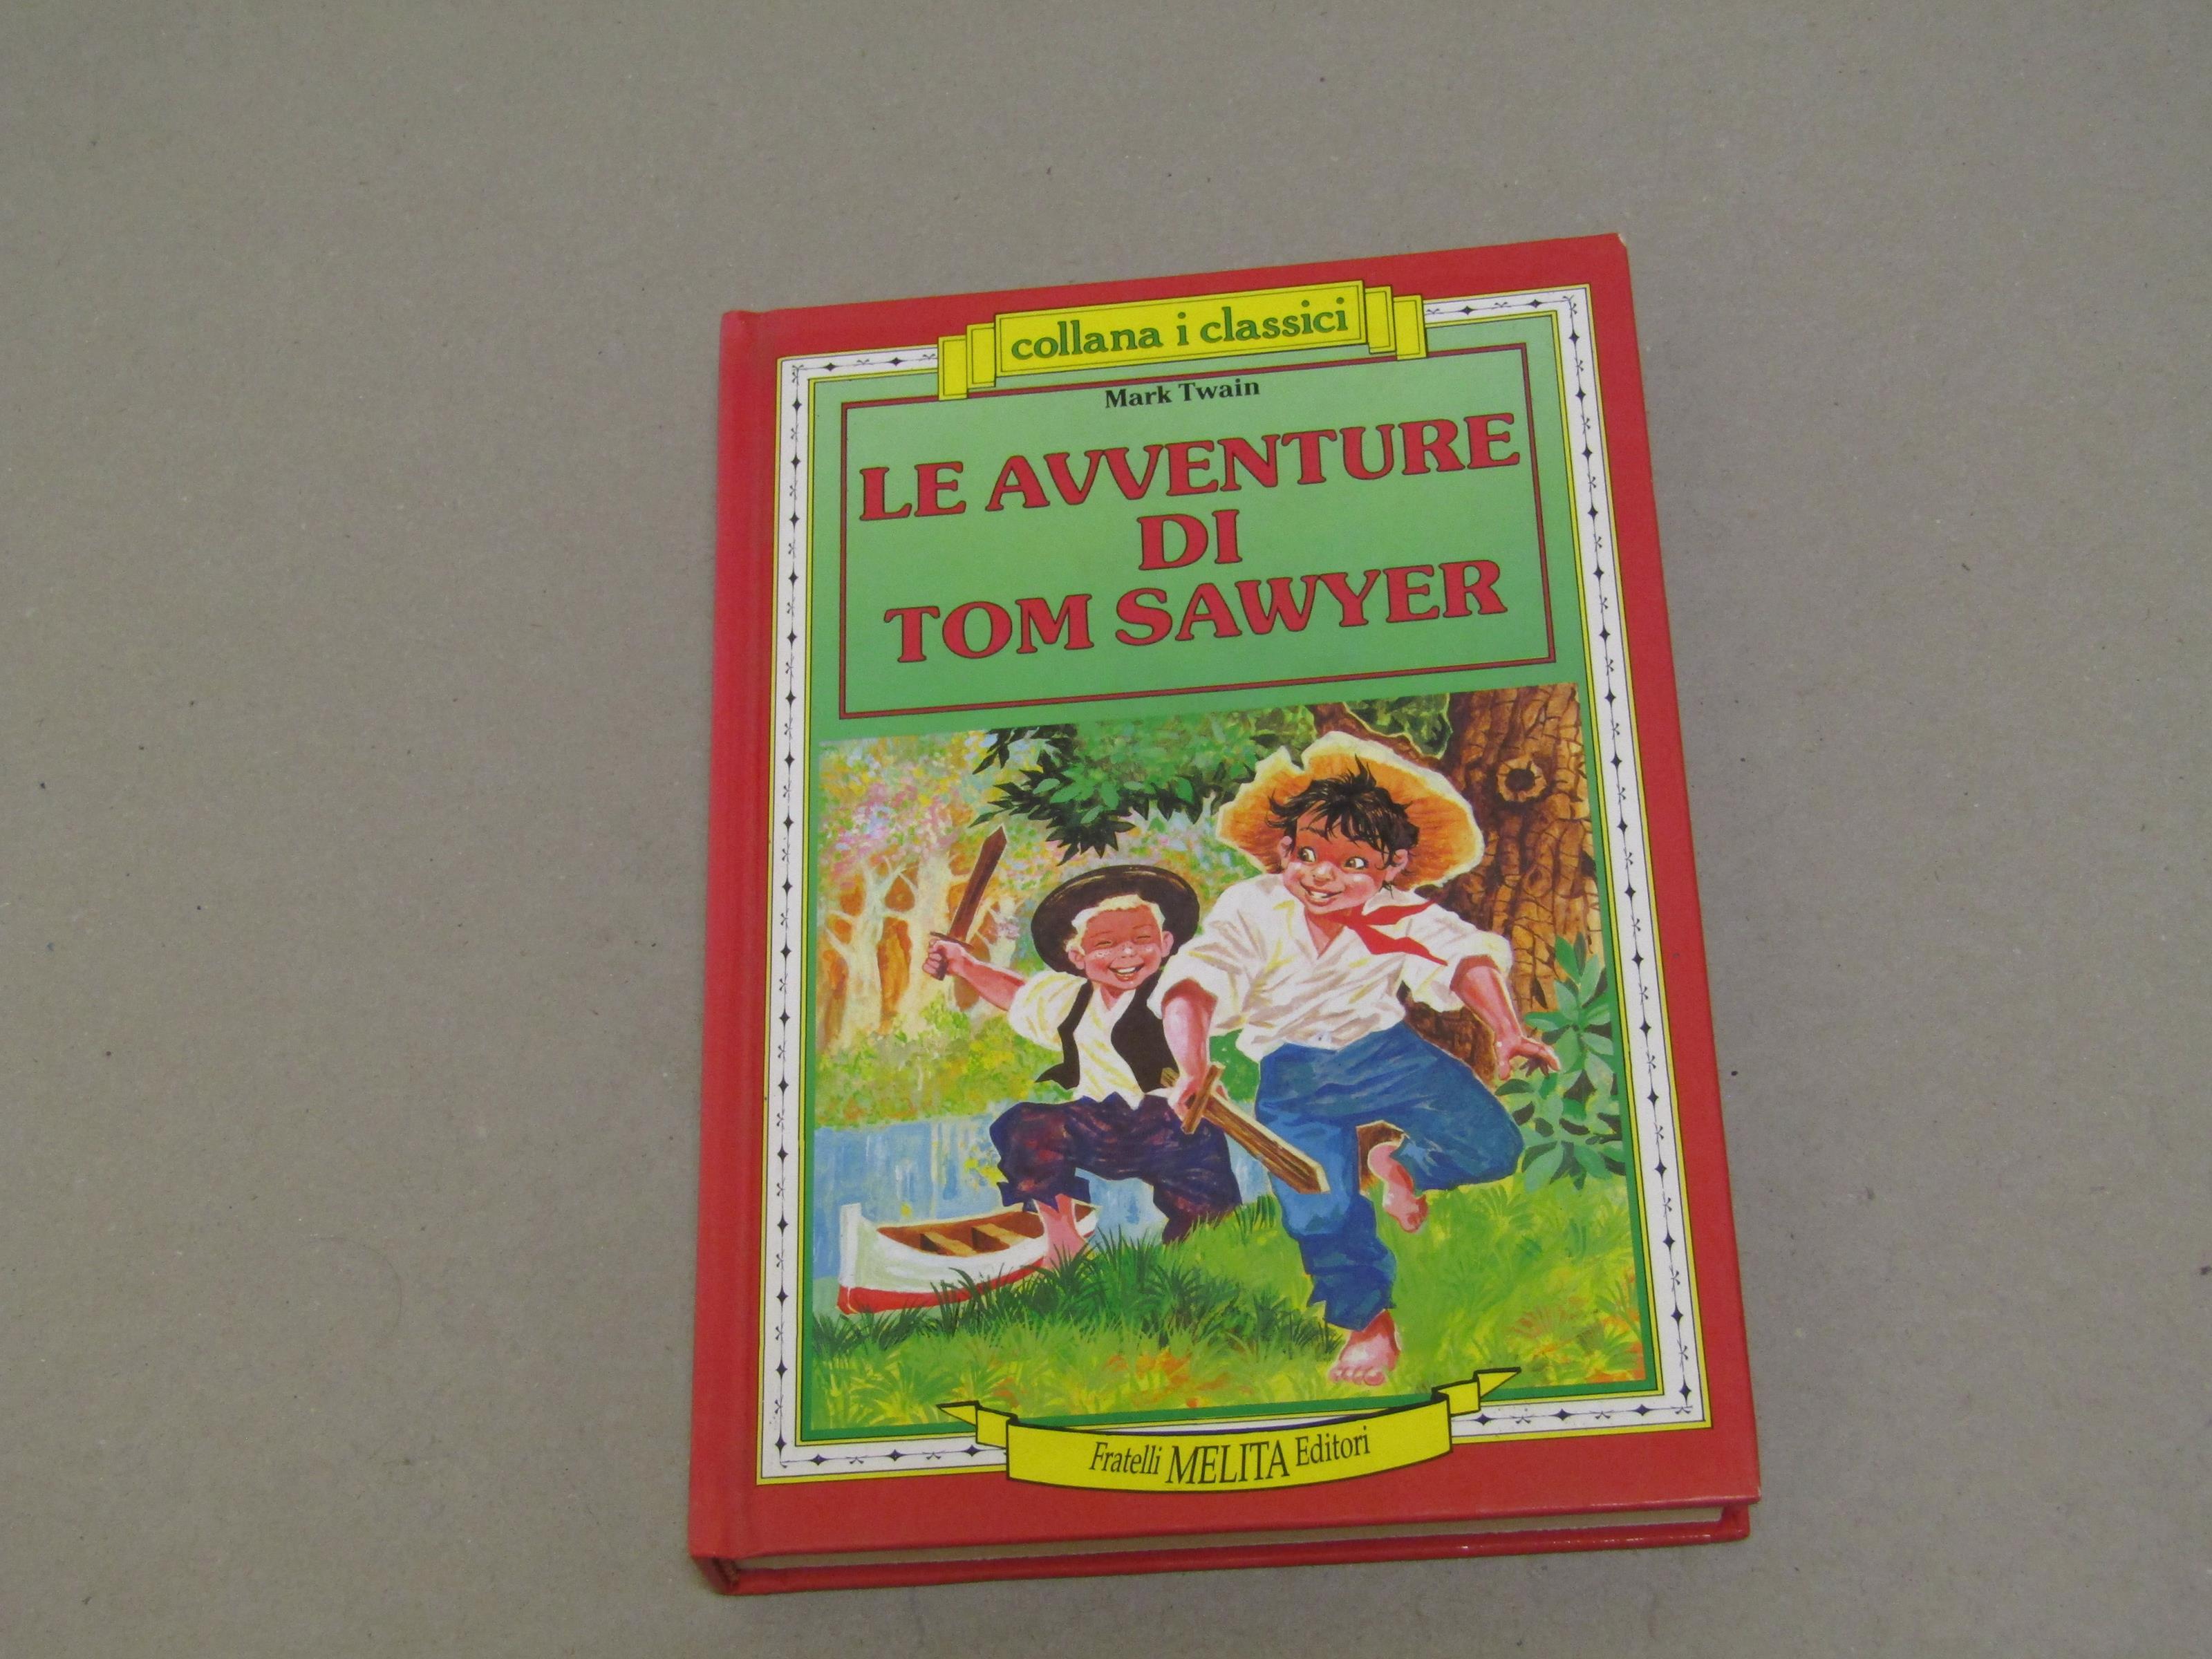 collana i classici
Mark Twain
LE AVVENTURE
DI
TOM SAWYER
Fratelli MELITA Editori